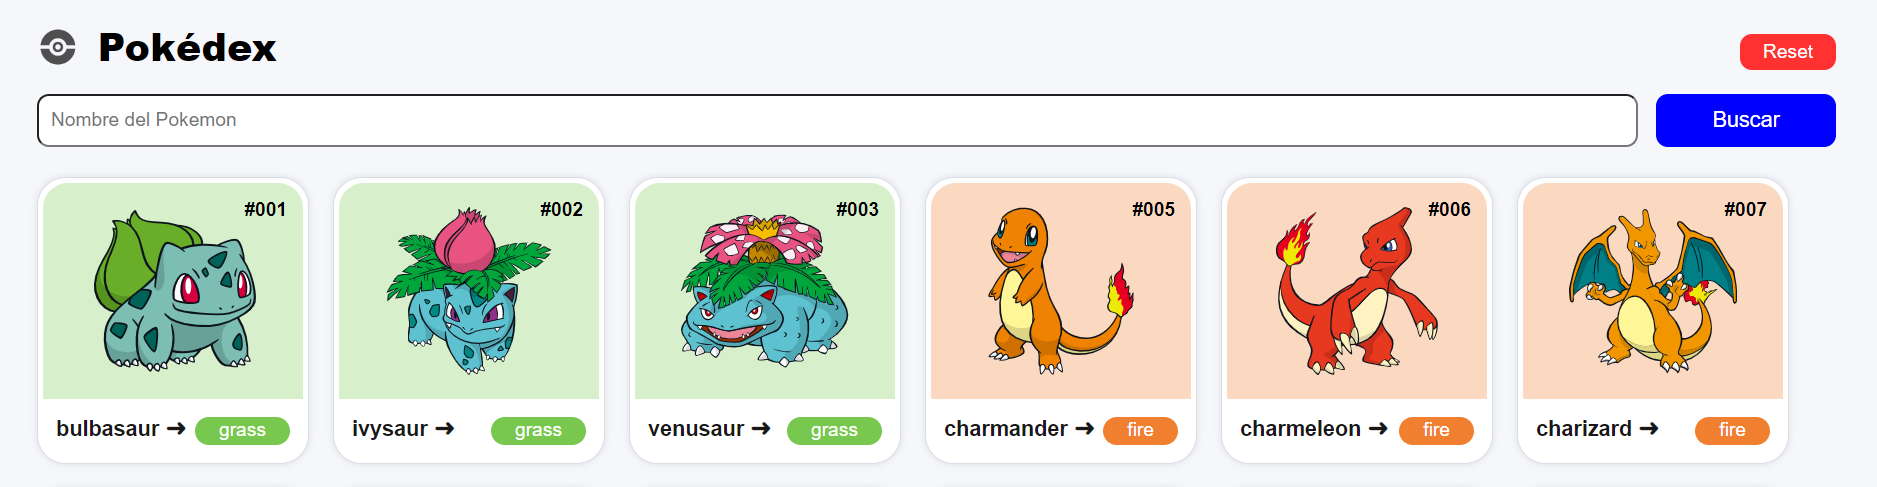 Pokédex
Reset
Nombre del Pokemon
Buscar
#001
#002
#003
#005
#006
#007
bulbasaur ➜ grass
ivysaur ➜ grass
venusaur ➜ grass
charmander ➜ fire
charmeleon ➜ fire
charizard ➜ fire